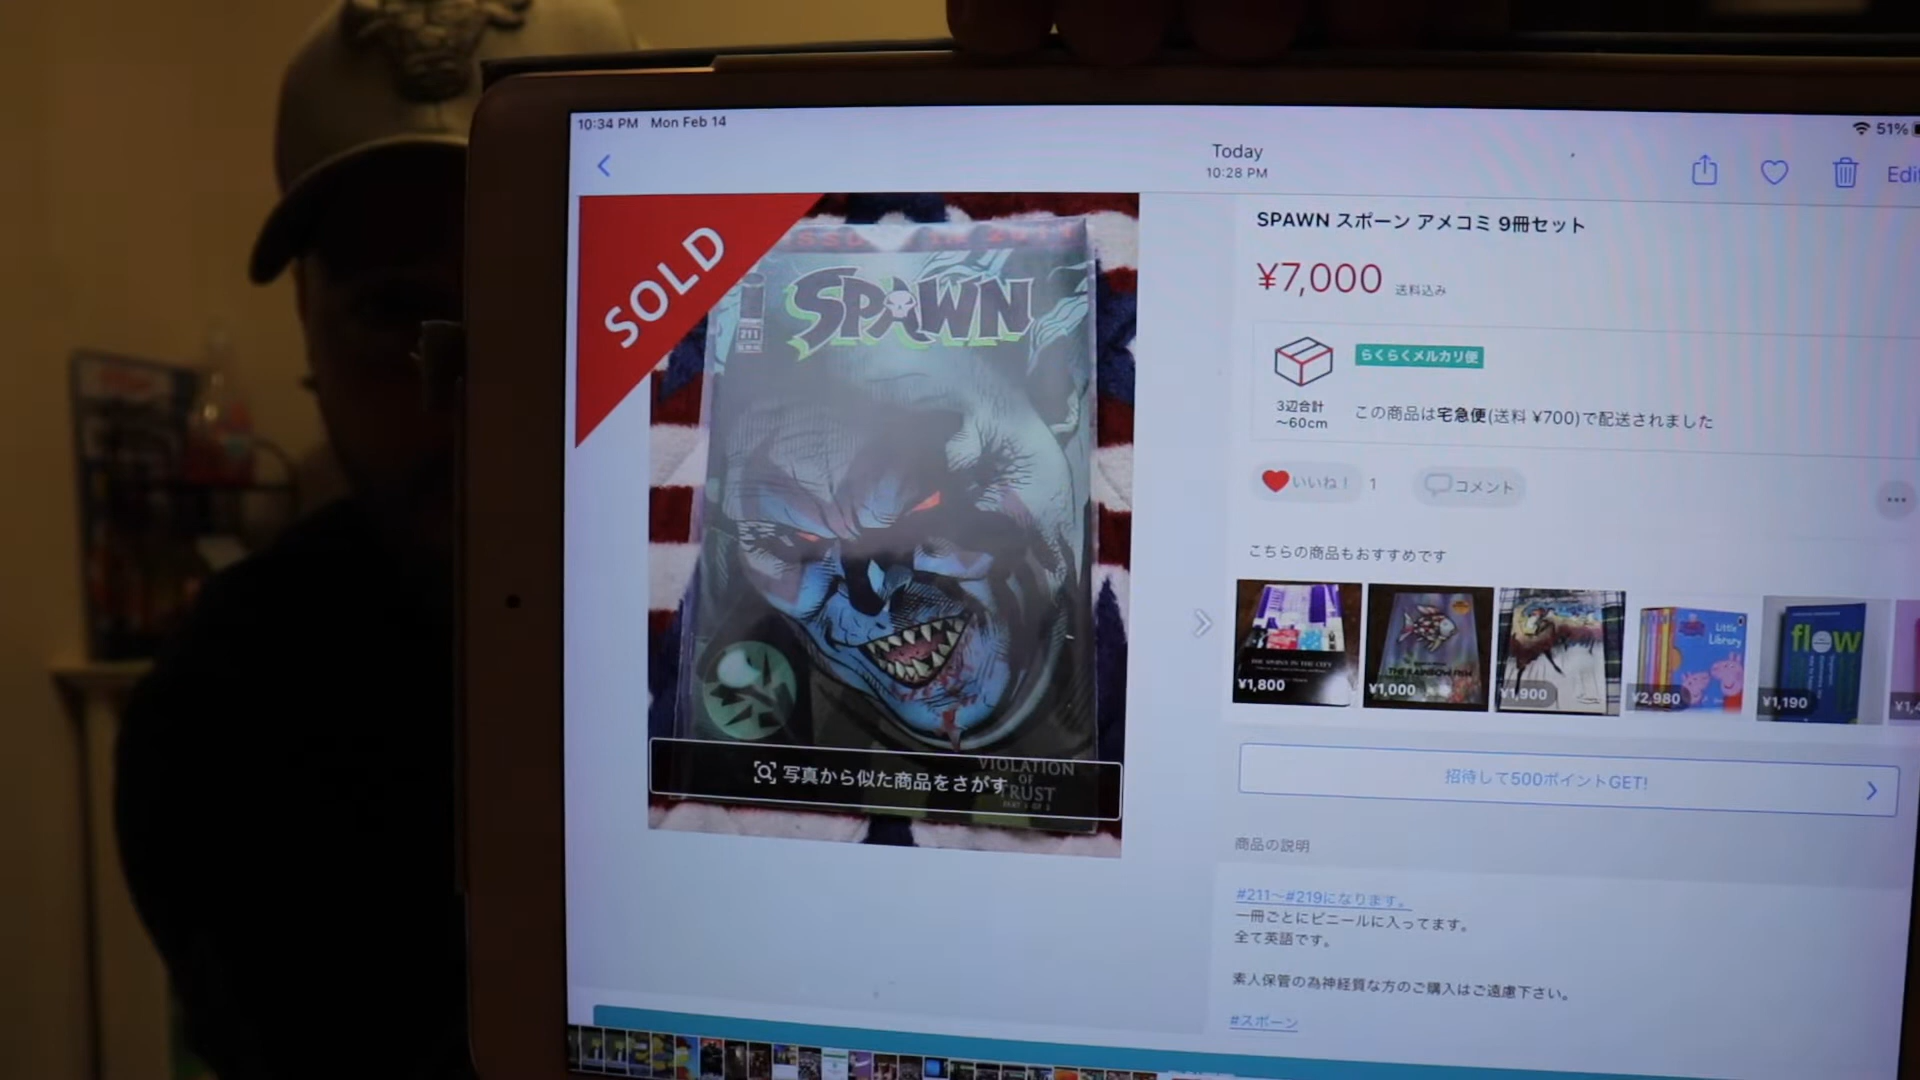 10:34 PM Mon Feb 14
51%
Today
10:28 PM
Edi
SOLD
SPAWN
211
VIOLATION
OF
TRUST
写真から似た商品をさがす
SPAWN スポーン アメコミ 9冊セット
¥7,000 送料込み
らくらくメルカリ便
3辺合計
〜60cm
この商品は宅急便(送料 ¥700)で配送されました
いいね! 1
コメント
こちらの商品もおすすめです
THE RAINBOW FISH
Little
Library
flow
¥1,800
¥1,000
¥1,900
¥2,980
¥1,190
¥1,4
招待して500ポイントGET!
商品の説明
#211〜#219になります。
一冊ごとにビニールに入ってます。
全て英語です。
素人保管の為神経質な方のご購入はご遠慮下さい。
#スポーン